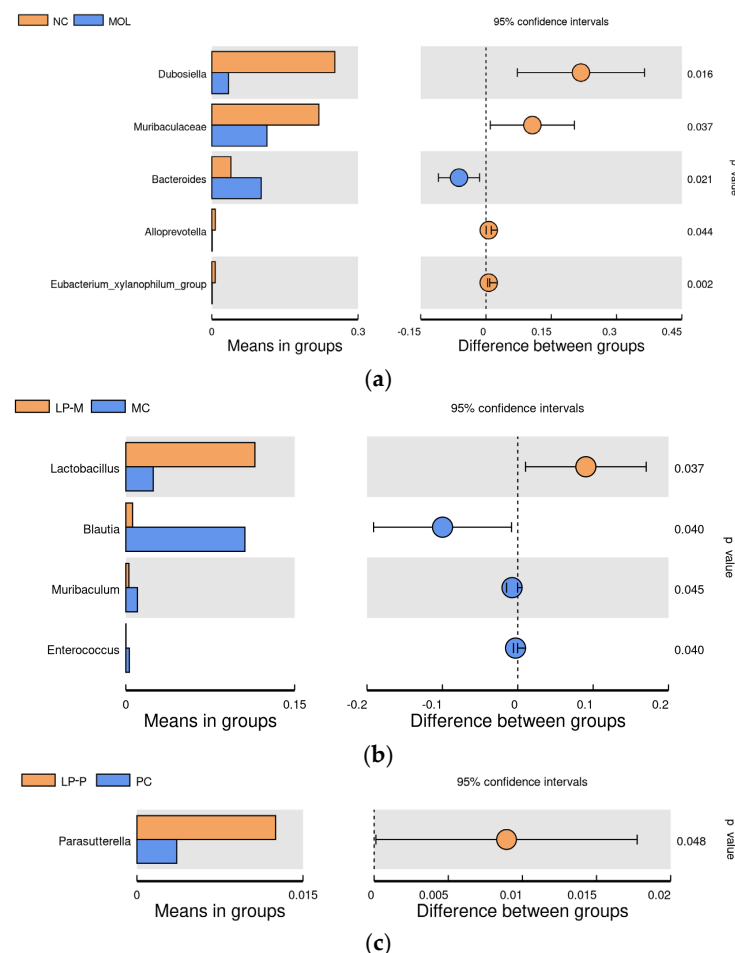 NC MOL 95% confidence intervals
Dubosiella 0.016
Muribaculaceae 0.037
Bacteroides 0.021
p value
Alloprevotella 0.044
Eubacterium_xylanophilum_group 0.002
0 0.3 -0.15 0 0.15 0.30 0.45
Means in groups Difference between groups
(a)
LP-M MC 95% confidence intervals
Lactobacillus 0.037
Blautia 0.040
p value
Muribaculum 0.045
Enterococcus 0.040
0 0.15 -0.2 -0.1 0 0.1 0.2
Means in groups Difference between groups
(b)
LP-P PC 95% confidence intervals
Parasutterella 0.048
p value
0 0.015 0 0.005 0.01 0.015 0.02
Means in groups Difference between groups
(c)